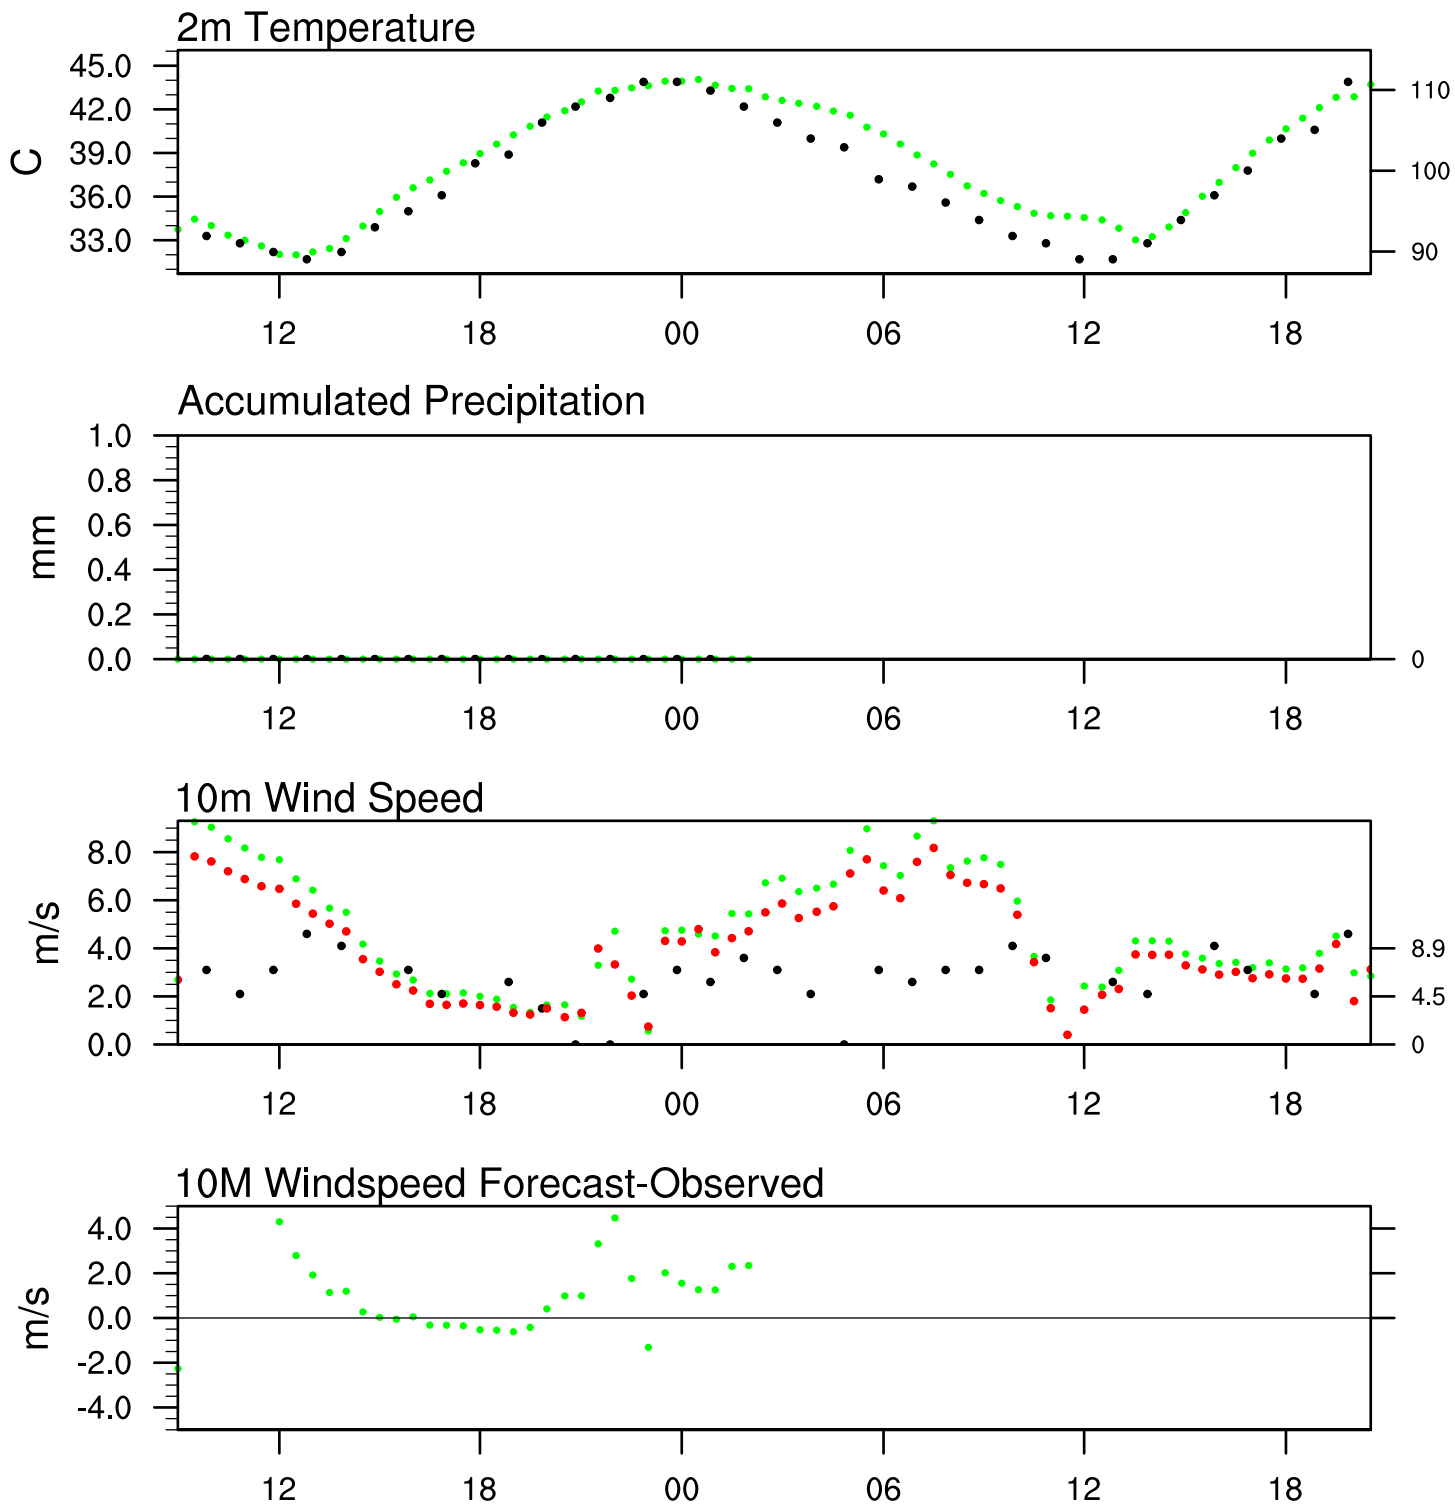 2m Temperature
45.0
42.0
39.0
36.0
33.0
C
110
100
90
12 18 00 06 12 18
Accumulated Precipitation
1.0
0.8
0.6
0.4
0.2
0.0
mm
0
12 18 00 06 12 18
10m Wind Speed
8.0
6.0
4.0
2.0
0.0
m/s
8.9
4.5
0
12 18 00 06 12 18
10M Windspeed Forecast-Observed
4.0
2.0
0.0
-2.0
-4.0
m/s
12 18 00 06 12 18